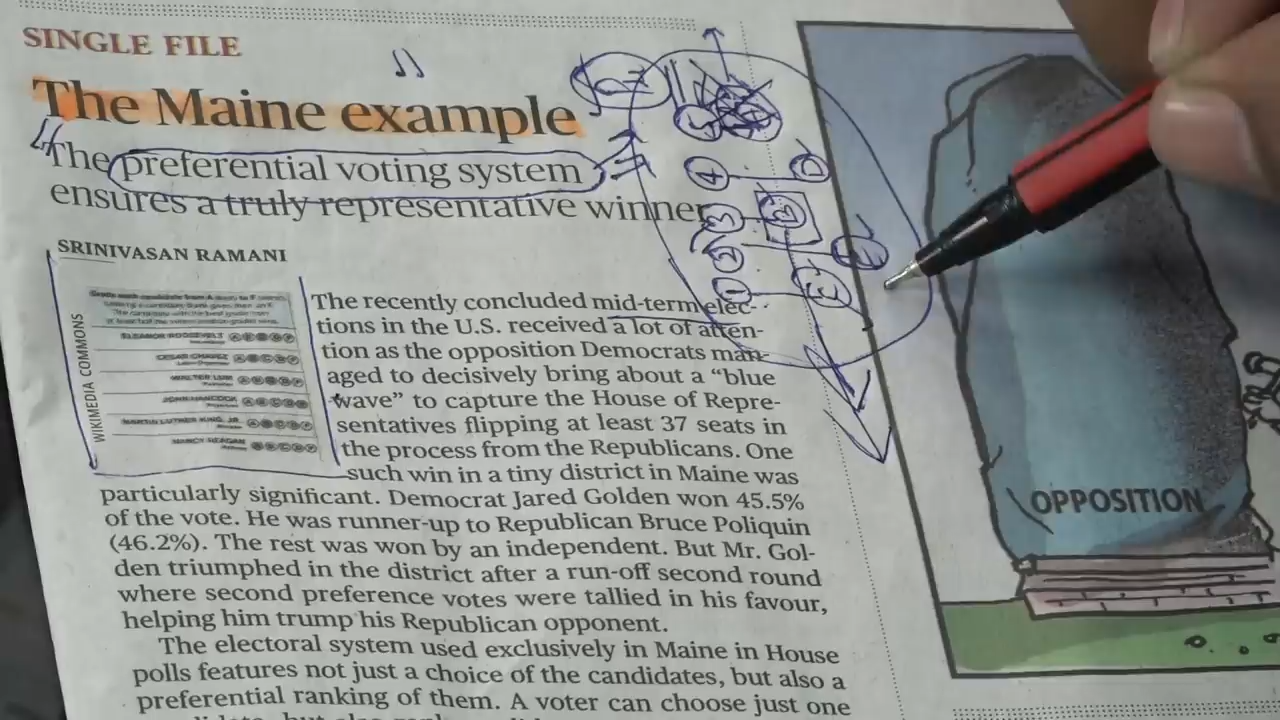 SINGLE FILE
The Maine example
The preferential voting system
ensures a truly representative winner
SRINIVASAN RAMANI
WIKIMEDIA COMMONS
ELEANOR ROOSEVELT
CESAR CHAVEZ
WALTER LUM
JOHN HANCOCK
MARTIN LUTHER KING, JR.
NANCY REAGAN
The recently concluded mid-term elec-
tions in the U.S. received a lot of atten-
tion as the opposition Democrats man-
aged to decisively bring about a “blue
wave” to capture the House of Repre-
sentatives flipping at least 37 seats in
the process from the Republicans. One
such win in a tiny district in Maine was
particularly significant. Democrat Jared Golden won 45.5%
of the vote. He was runner-up to Republican Bruce Poliquin
(46.2%). The rest was won by an independent. But Mr. Gol-
den triumphed in the district after a run-off second round
where second preference votes were tallied in his favour,
helping him trump his Republican opponent.
The electoral system used exclusively in Maine in House
polls features not just a choice of the candidates, but also a
preferential ranking of them. A voter can choose just one
5
4
3
2
1
OPPOSITION